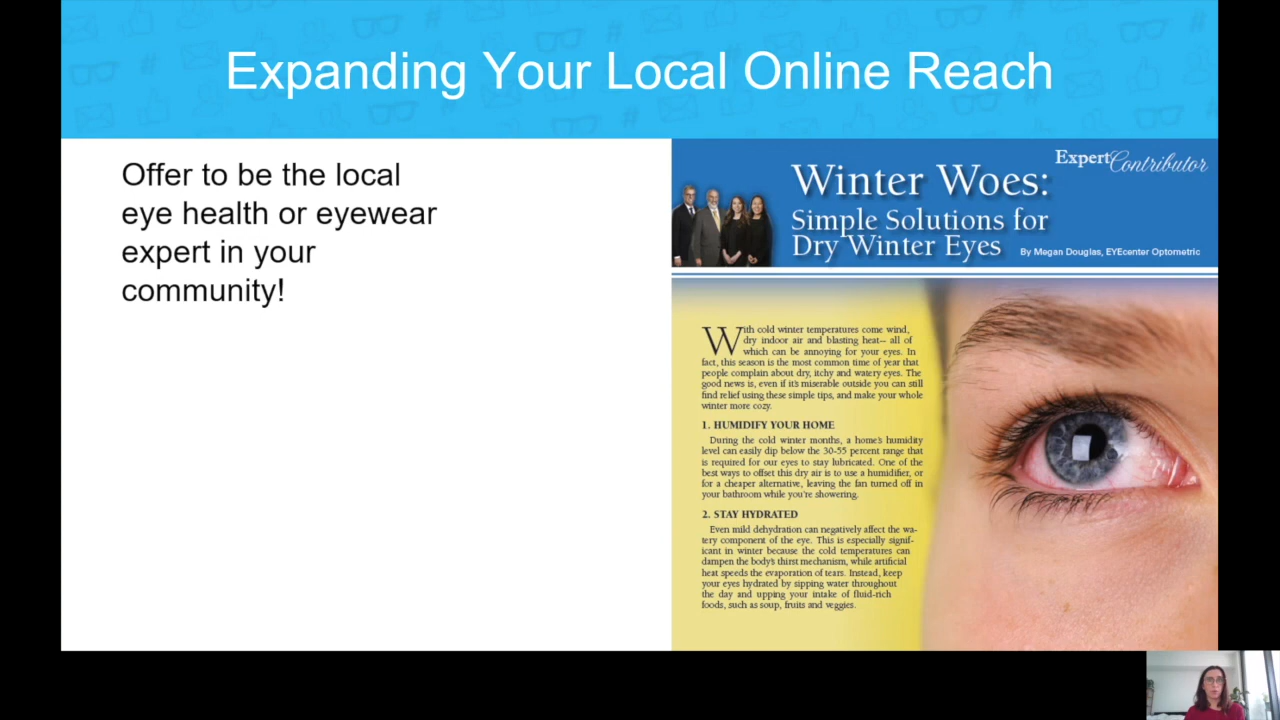 Expanding Your Local Online Reach
Offer to be the local
eye health or eyewear
expert in your
community!
Expert Contributor
Winter Woes:
Simple Solutions for
Dry Winter Eyes
By Megan Douglas, EYEcenter Optometric
With cold winter temperatures come wind,
dry indoor air and blasting heat— all of
which can be annoying for your eyes. In
fact, this season is the most common time of year that
people complain about dry, itchy and watery eyes. The
good news is, even if it's miserable outside you can still
find relief using these simple tips, and make your whole
winter more cozy.
1. HUMIDIFY YOUR HOME
During the cold winter months, a home's humidity
level can easily dip below the 30-55 percent range that
is required for our eyes to stay lubricated. One of the
best ways to offset this dry air is to use a humidifier, or
for a cheaper alternative, leaving the fan turned off in
your bathroom while you're showering.
2. STAY HYDRATED
Even mild dehydration can negatively affect the wa-
tery component of the eye. This is especially signif-
icant in winter because the cold temperatures can
dampen the body's thirst mechanism, while artificial
heat speeds the evaporation of tears. Instead, keep
your eyes hydrated by sipping water throughout
the day and upping your intake of fluid-rich
foods, such as soup, fruits and veggies.